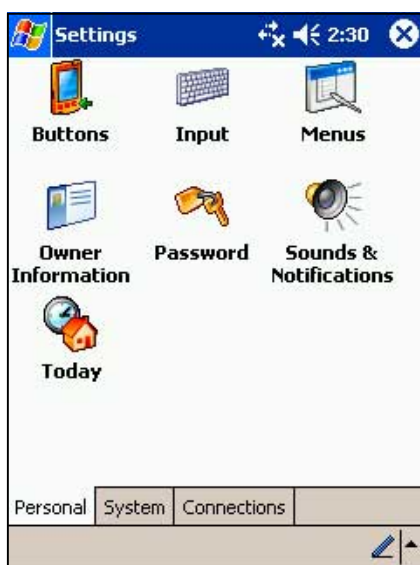 Settings 2:30
Buttons Input Menus
Owner Information Password Sounds & Notifications
Today
Personal System Connections